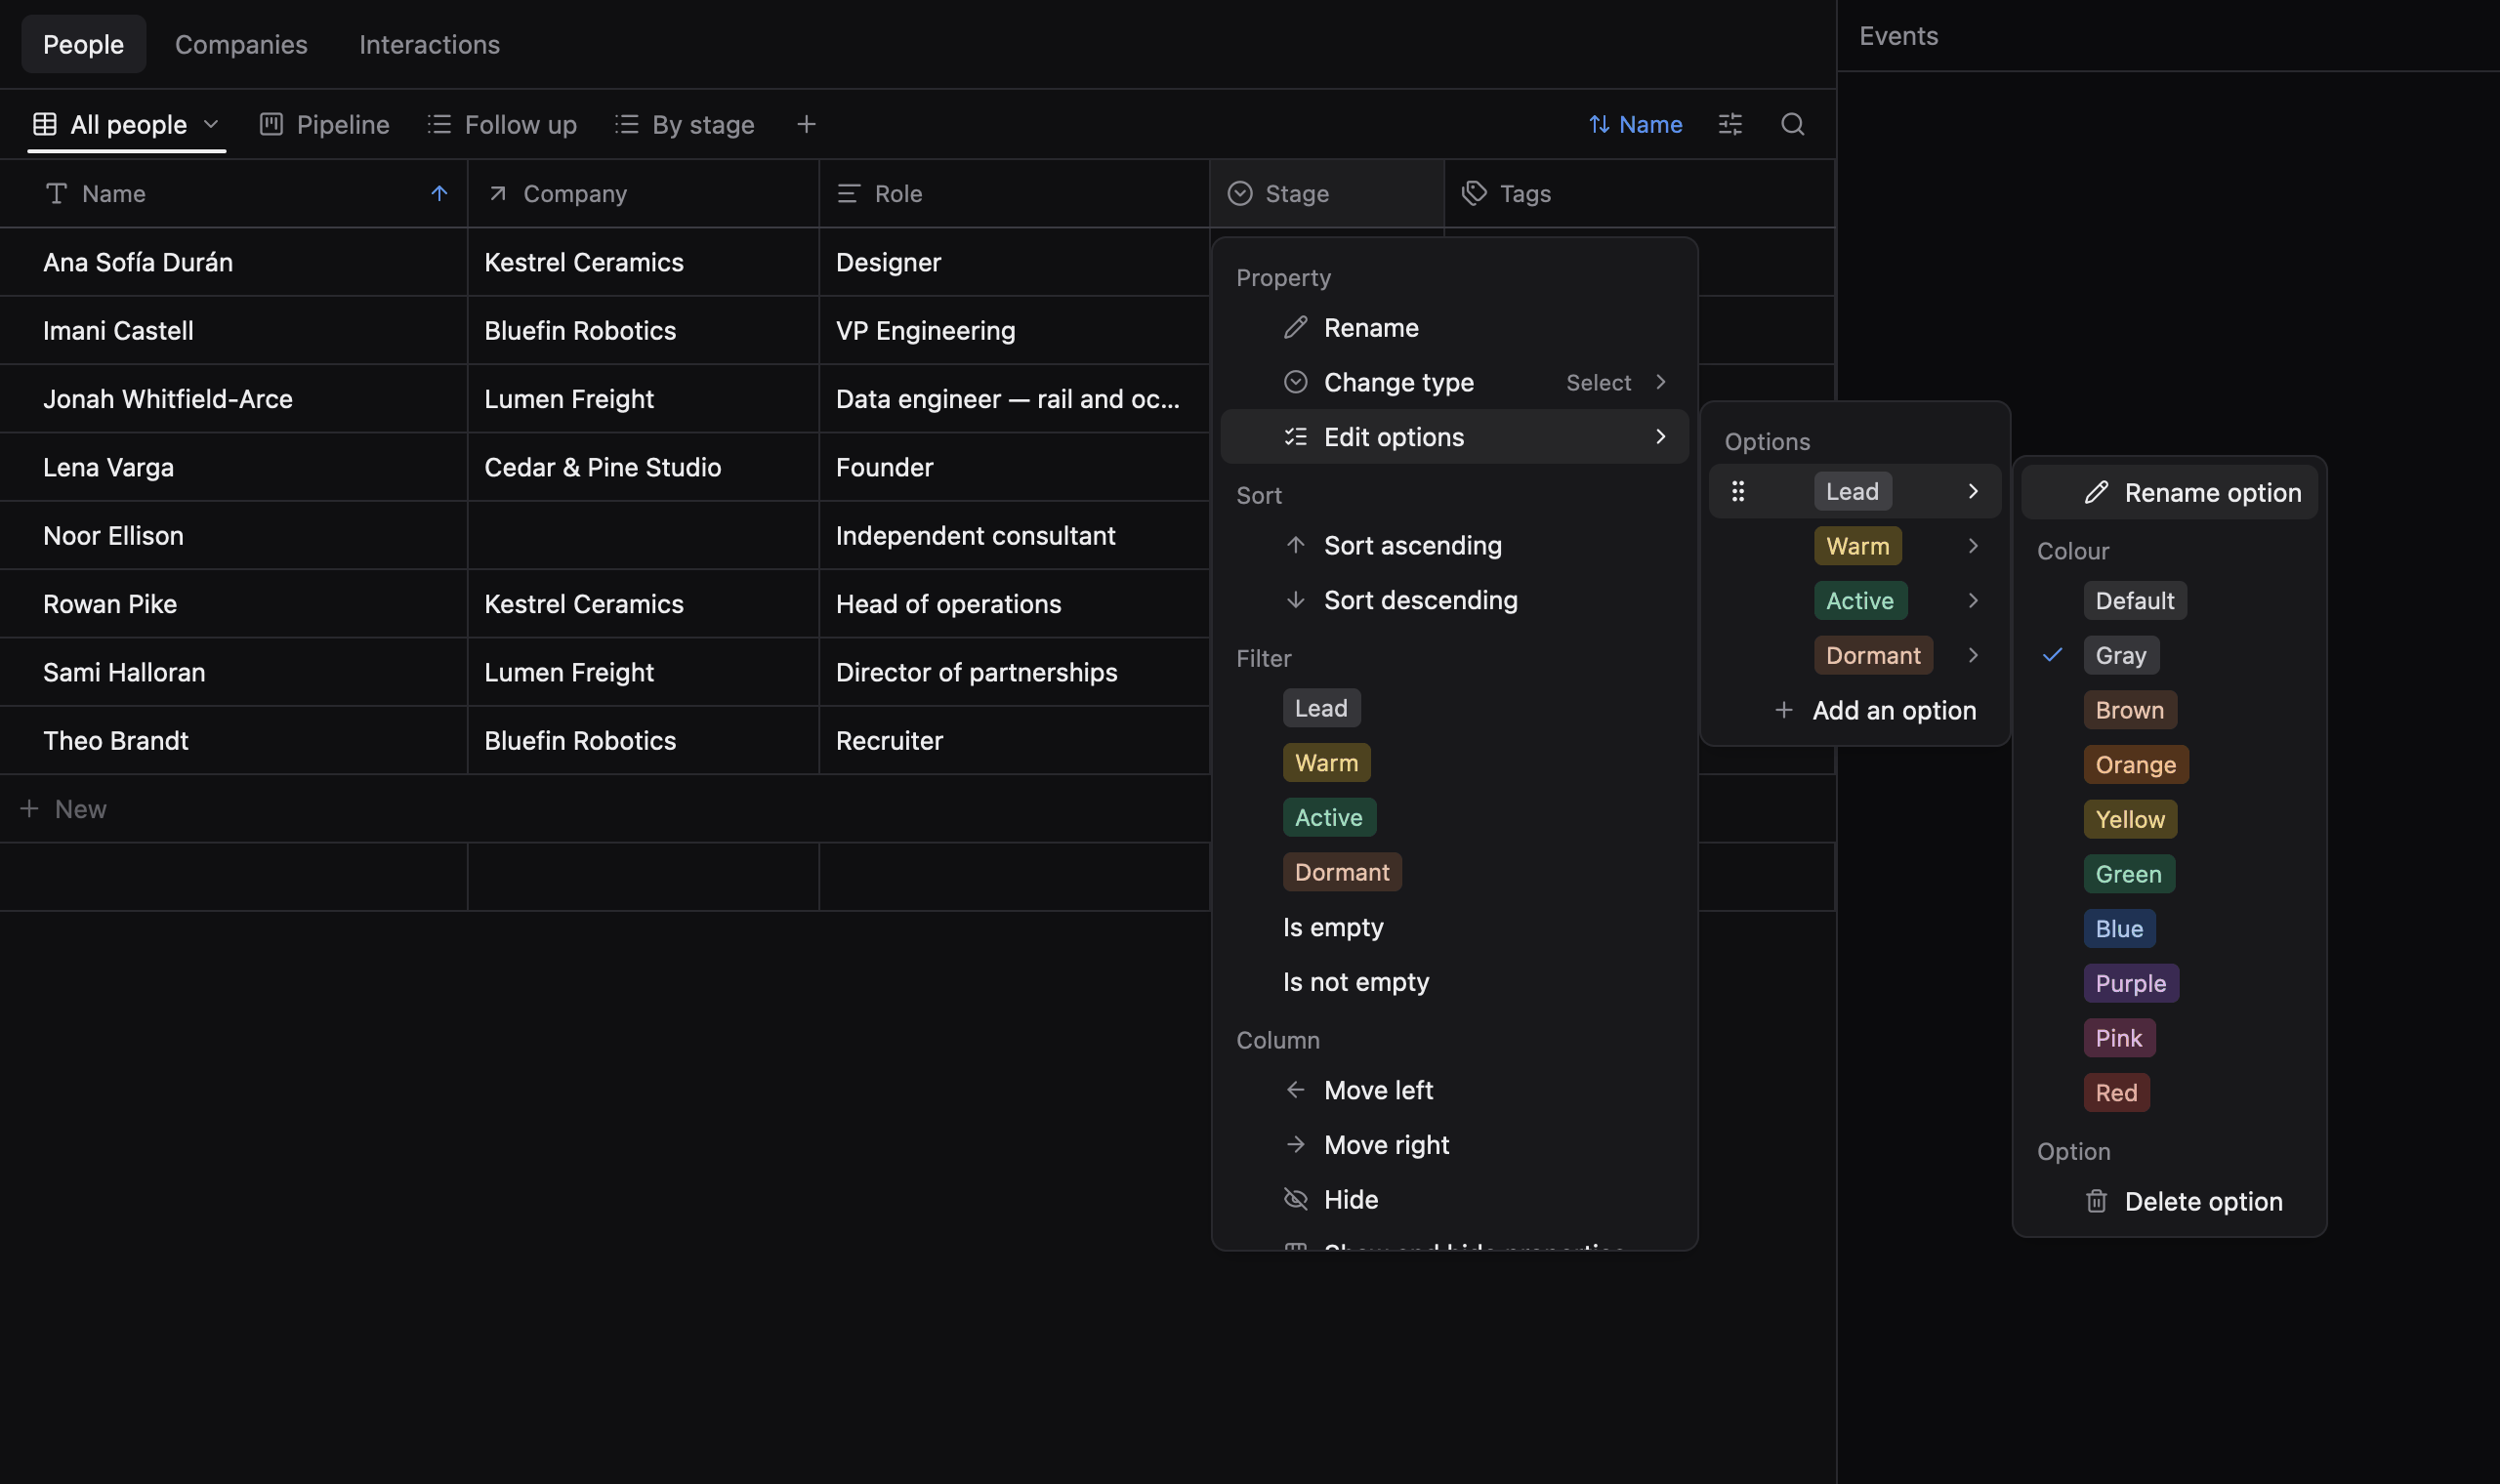 People Companies Interactions
Events
All people Pipeline Follow up By stage
Name
Name Company Role Stage Tags
Ana Sofía Durán Kestrel Ceramics Designer
Imani Castell Bluefin Robotics VP Engineering
Jonah Whitfield-Arce Lumen Freight Data engineer — rail and oc...
Lena Varga Cedar & Pine Studio Founder
Noor Ellison Independent consultant
Rowan Pike Kestrel Ceramics Head of operations
Sami Halloran Lumen Freight Director of partnerships
Theo Brandt Bluefin Robotics Recruiter
New
Property
Rename
Change type Select
Edit options
Sort
Sort ascending
Sort descending
Filter
Lead
Warm
Active
Dormant
Is empty
Is not empty
Column
Move left
Move right
Hide
Show and hide properties
Options
Lead
Warm
Active
Dormant
Add an option
Rename option
Colour
Default
Gray
Brown
Orange
Yellow
Green
Blue
Purple
Pink
Red
Option
Delete option